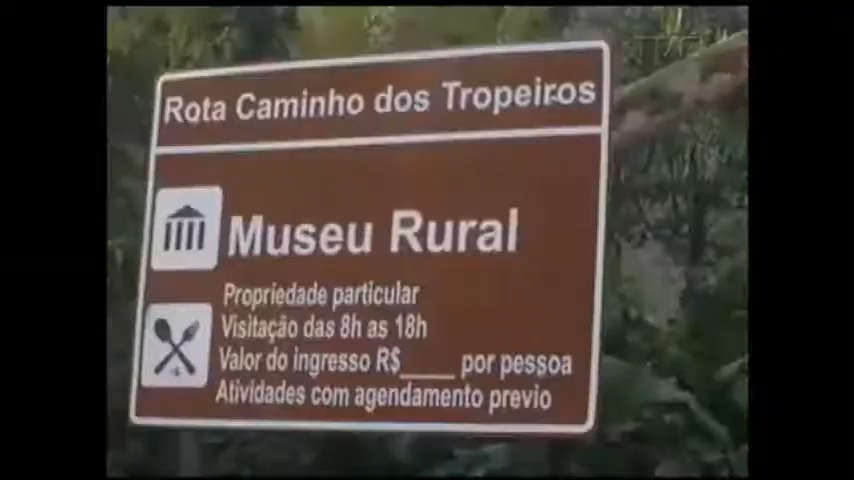 Rota Caminho dos Tropeiros
Museu Rural
Propriedade particular
Visitação das 8h as 18h
Valor do ingresso R$_____ por pessoa
Atividades com agendamento previo